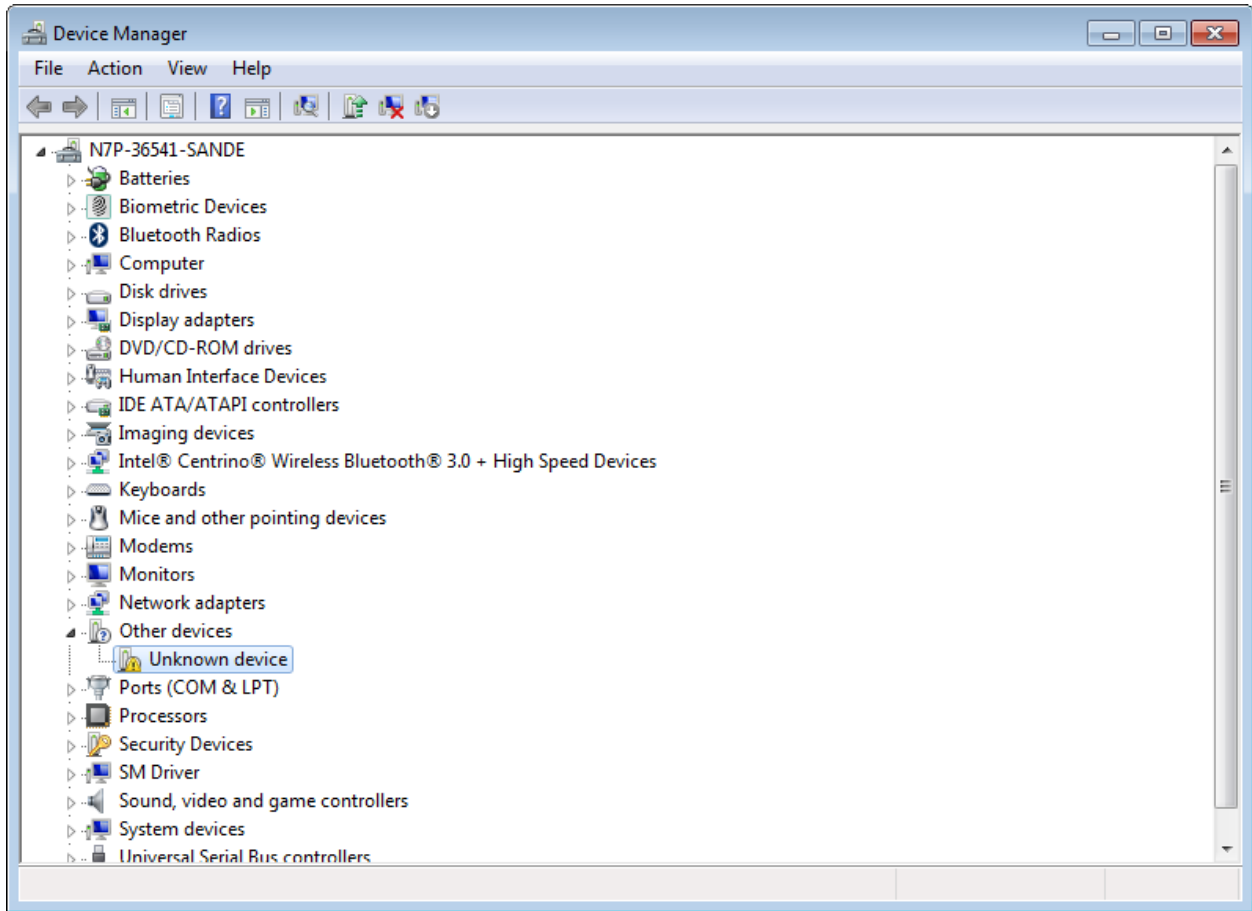 Device Manager
File Action View Help
N7P-36541-SANDE
Batteries
Biometric Devices
Bluetooth Radios
Computer
Disk drives
Display adapters
DVD/CD-ROM drives
Human Interface Devices
IDE ATA/ATAPI controllers
Imaging devices
Intel® Centrino® Wireless Bluetooth® 3.0 + High Speed Devices
Keyboards
Mice and other pointing devices
Modems
Monitors
Network adapters
Other devices
Unknown device
Ports (COM & LPT)
Processors
Security Devices
SM Driver
Sound, video and game controllers
System devices
Universal Serial Bus controllers